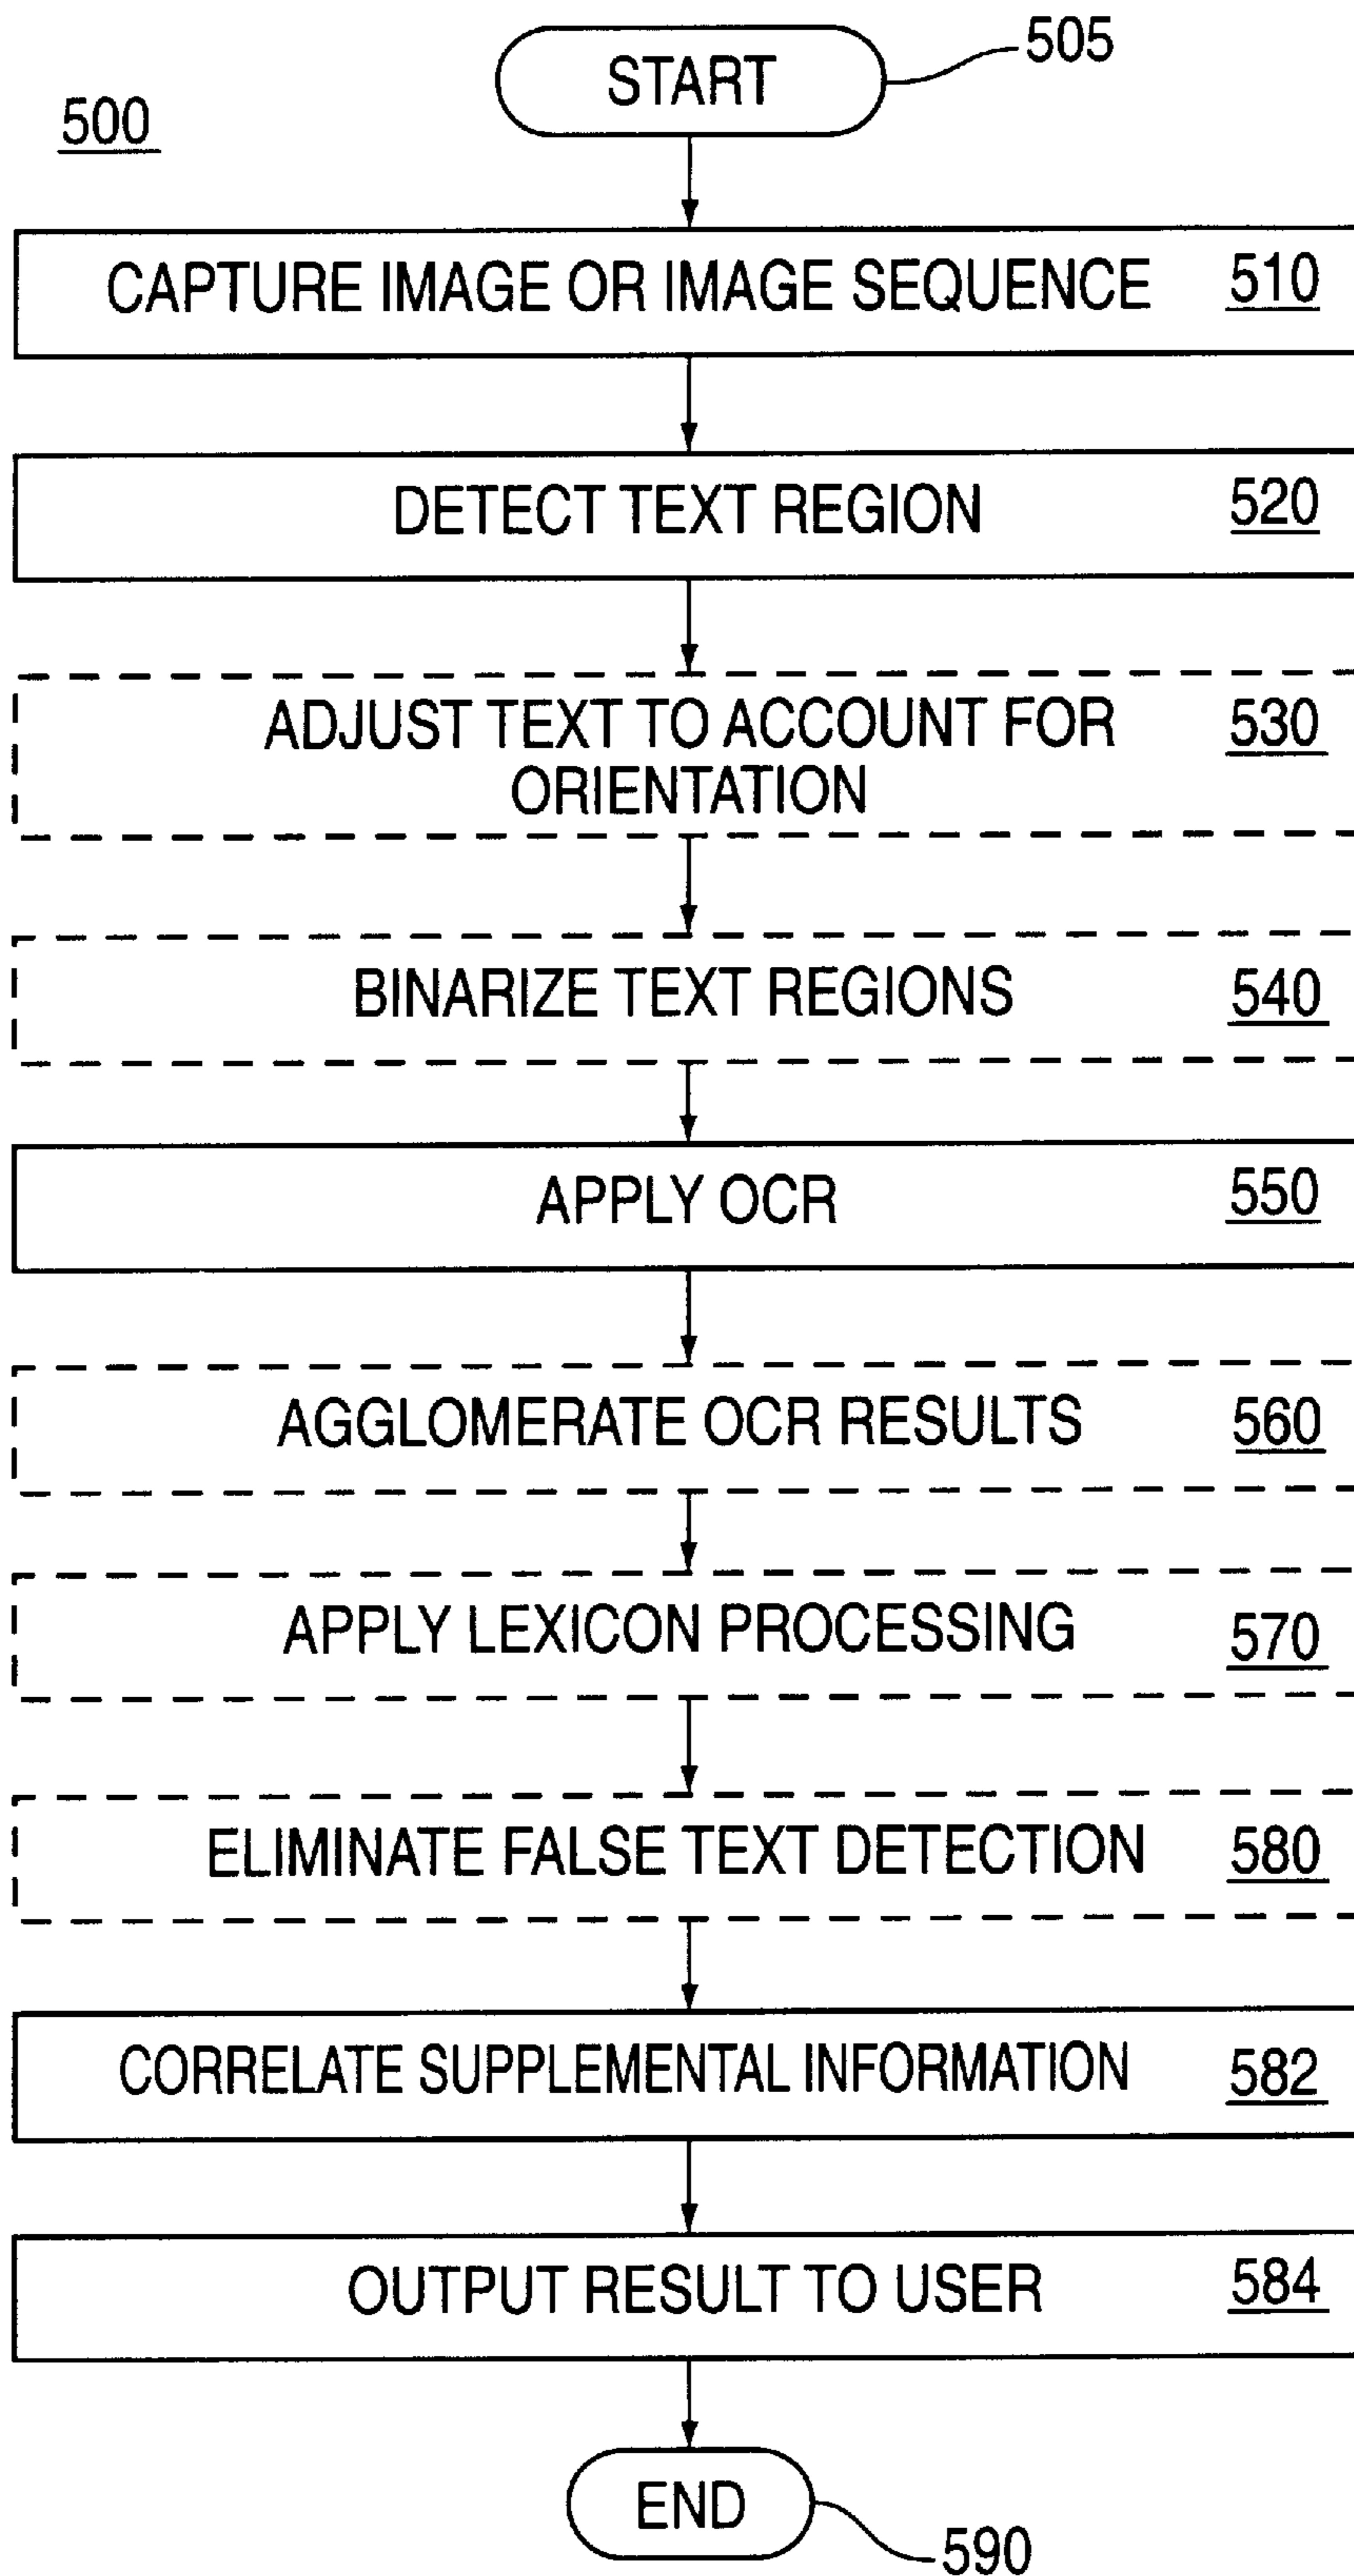 START 505
500
CAPTURE IMAGE OR IMAGE SEQUENCE 510
DETECT TEXT REGION 520
ADJUST TEXT TO ACCOUNT FOR 530
ORIENTATION
BINARIZE TEXT REGIONS 540
APPLY OCR 550
AGGLOMERATE OCR RESULTS 560
APPLY LEXICON PROCESSING 570
ELIMINATE FALSE TEXT DETECTION 580
CORRELATE SUPPLEMENTAL INFORMATION 582
OUTPUT RESULT TO USER 584
END
590